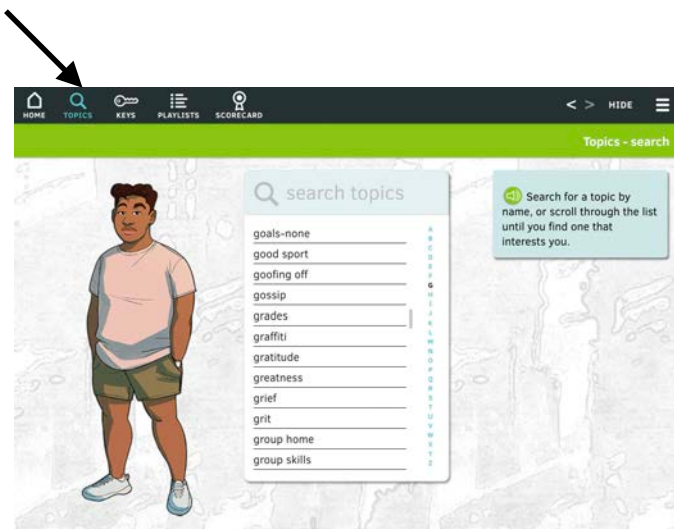 HOME TOPICS KEYS PLAYLISTS SCORECARD < > HIDE
Topics - search
search topics
goals-none
good sport
goofing off
gossip
grades
graffiti
gratitude
greatness
grief
grit
group home
group skills
A
B
C
D
E
F
G
H
I
J
K
L
M
N
O
P
Q
R
S
T
U
V
W
X
Y
Z
Search for a topic by
name, or scroll through the list
until you find one that
interests you.